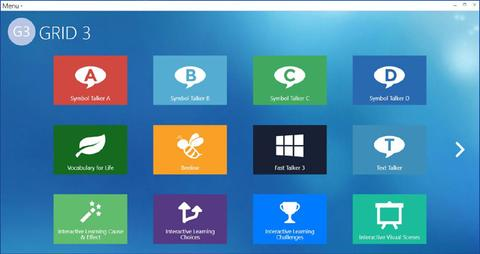 Menu
G3 GRID 3
A B C D
Symbol Talker A Symbol Talker B Symbol Talker C Symbol Talker D
T
Vocabulary for Life Beeline Fast Talker 3 Text Talker
Interactive Learning Cause Interactive Learning Interactive Learning Interactive Visual Scenes
& Effect Choices Challenges